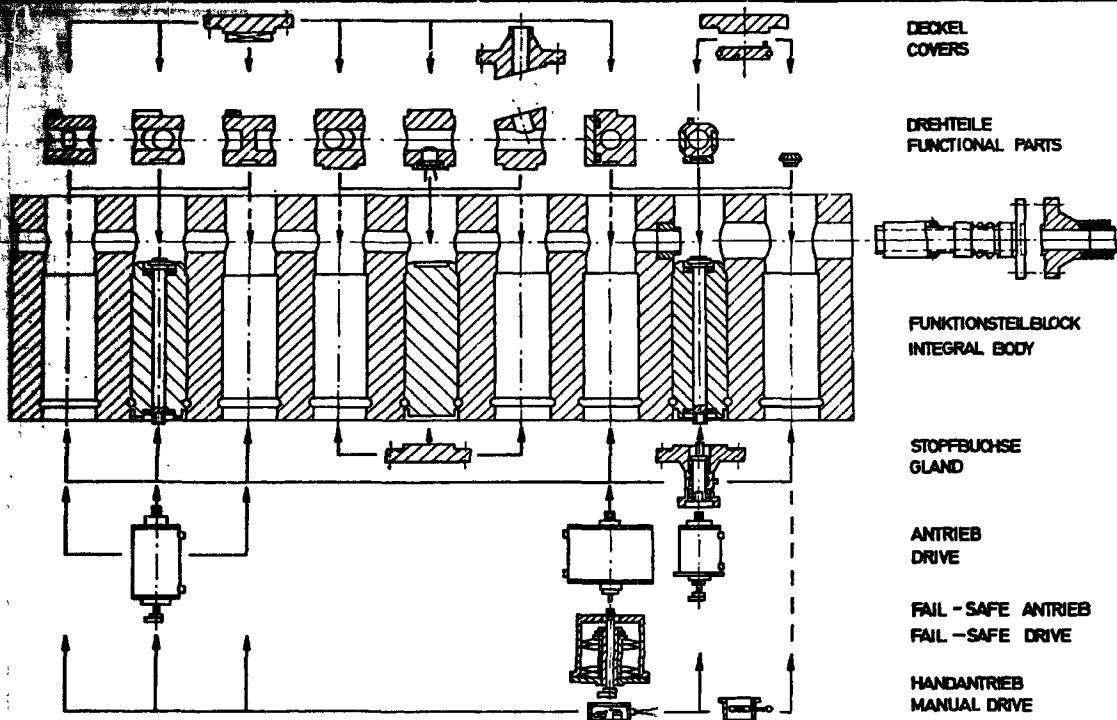 DECKEL
COVERS
DREHTEILE
FUNCTIONAL PARTS
FUNKTIONSTEILBLOCK
INTEGRAL BODY
STOPFBUCHSE
GLAND
ANTRIEB
DRIVE
FAIL-SAFE ANTRIEB
FAIL-SAFE DRIVE
HANDANTRIEB
MANUAL DRIVE